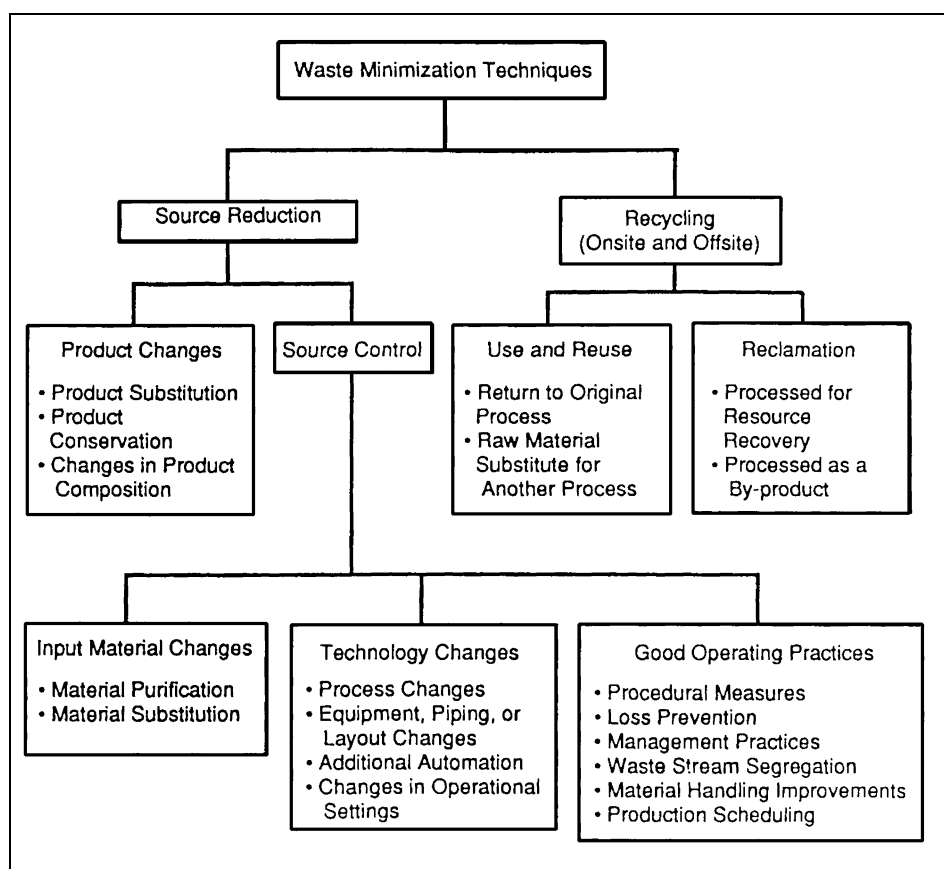 Waste Minimization Techniques
Source Reduction
Recycling
(Onsite and Offsite)
Product Changes
• Product Substitution
• Product
Conservation
• Changes in Product
Composition
Source Control
Use and Reuse
• Return to Original
Process
• Raw Material
Substitute for
Another Process
Reclamation
• Processed for
Resource
Recovery
• Processed as a
By-product
Input Material Changes
• Material Purification
• Material Substitution
Technology Changes
• Process Changes
• Equipment, Piping, or
Layout Changes
• Additional Automation
• Changes in Operational
Settings
Good Operating Practices
• Procedural Measures
• Loss Prevention
• Management Practices
• Waste Stream Segregation
• Material Handling Improvements
• Production Scheduling